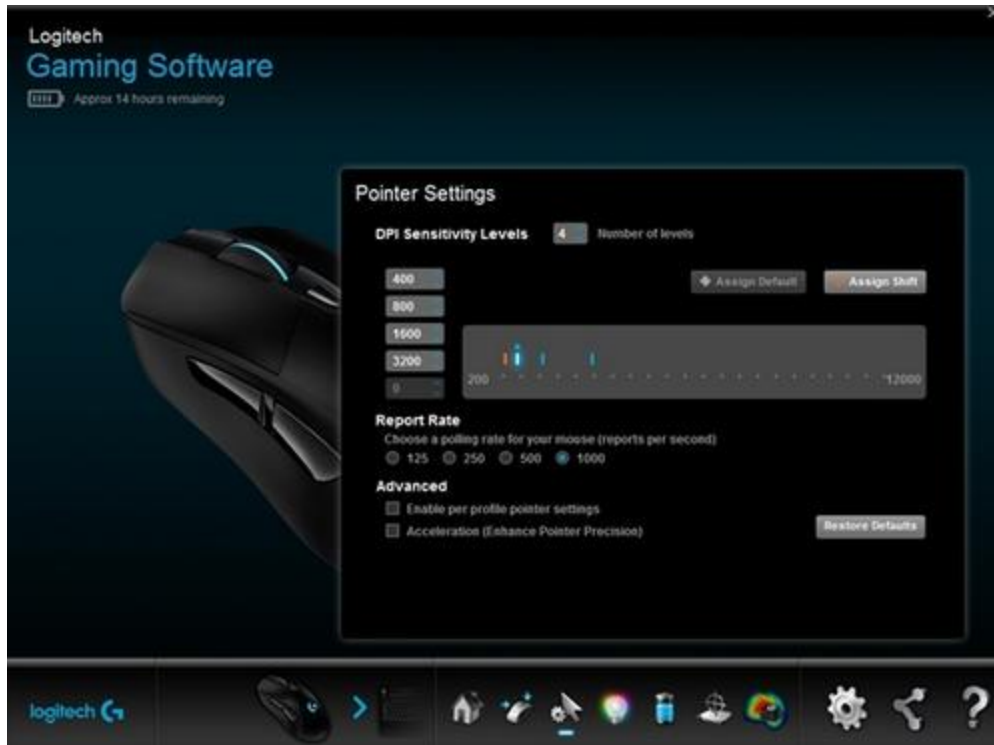 Logitech
Gaming Software
Approx 14 hours remaining
Pointer Settings
DPI Sensitivity Levels 4 Number of levels
400
Assign Default Assign Shift
800
1600
3200
200 12000
0
Report Rate
Choose a polling rate for your mouse (reports per second)
125 250 500 1000
Advanced
Enable per profile pointer settings
Acceleration (Enhance Pointer Precision)
Restore Defaults
logitech G
?